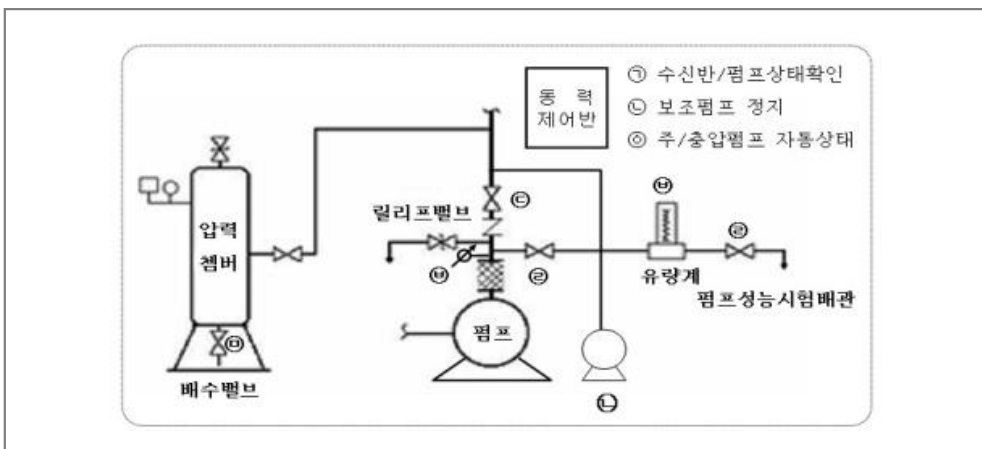 동 력
제어반
㉠ 수신반/펌프상태확인
㉡ 보조펌프 정지
㉧ 주/충압펌프 자동상태
릴리프밸브
㉢
㉥
압력
챔버
㉥
㉣
㉣
유량계
펌프성능시험배관
펌프
㉤
배수밸브
㉡